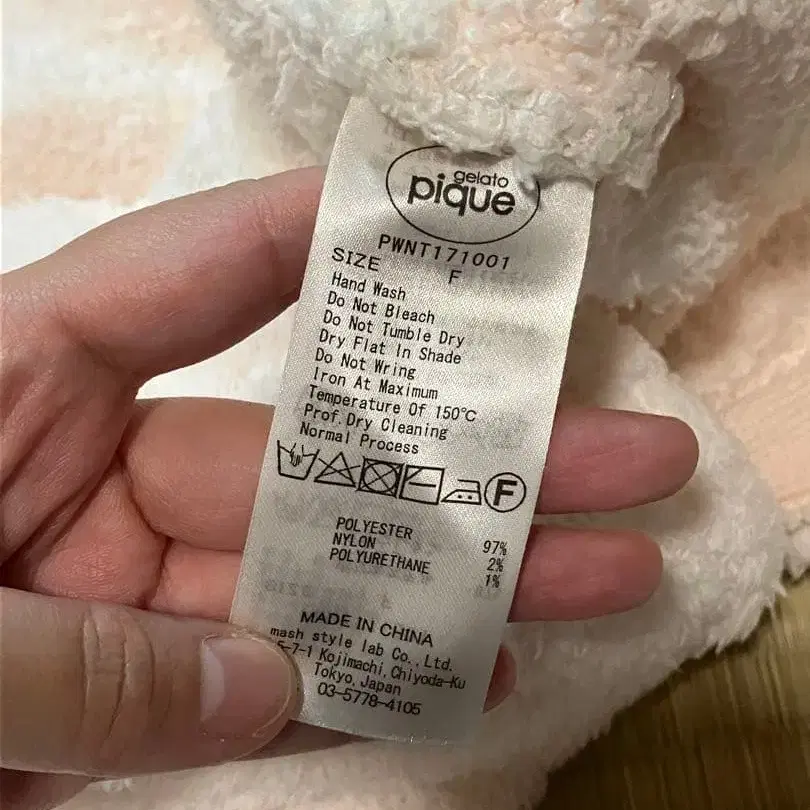 gelato
pique
PWNT171001
SIZE F
Hand Wash
Do Not Bleach
Do Not Tumble Dry
Dry Flat In Shade
Do Not Wring
Iron At Maximum
Temperature Of 150℃
Prof.Dry Cleaning
Normal Process
F
POLYESTER 97%
NYLON 2%
POLYURETHANE 1%
MADE IN CHINA
mash style lab Co.,Ltd.
5-7-1 Kojimachi,Chiyoda-Ku
Tokyo,Japan
03-5778-4105